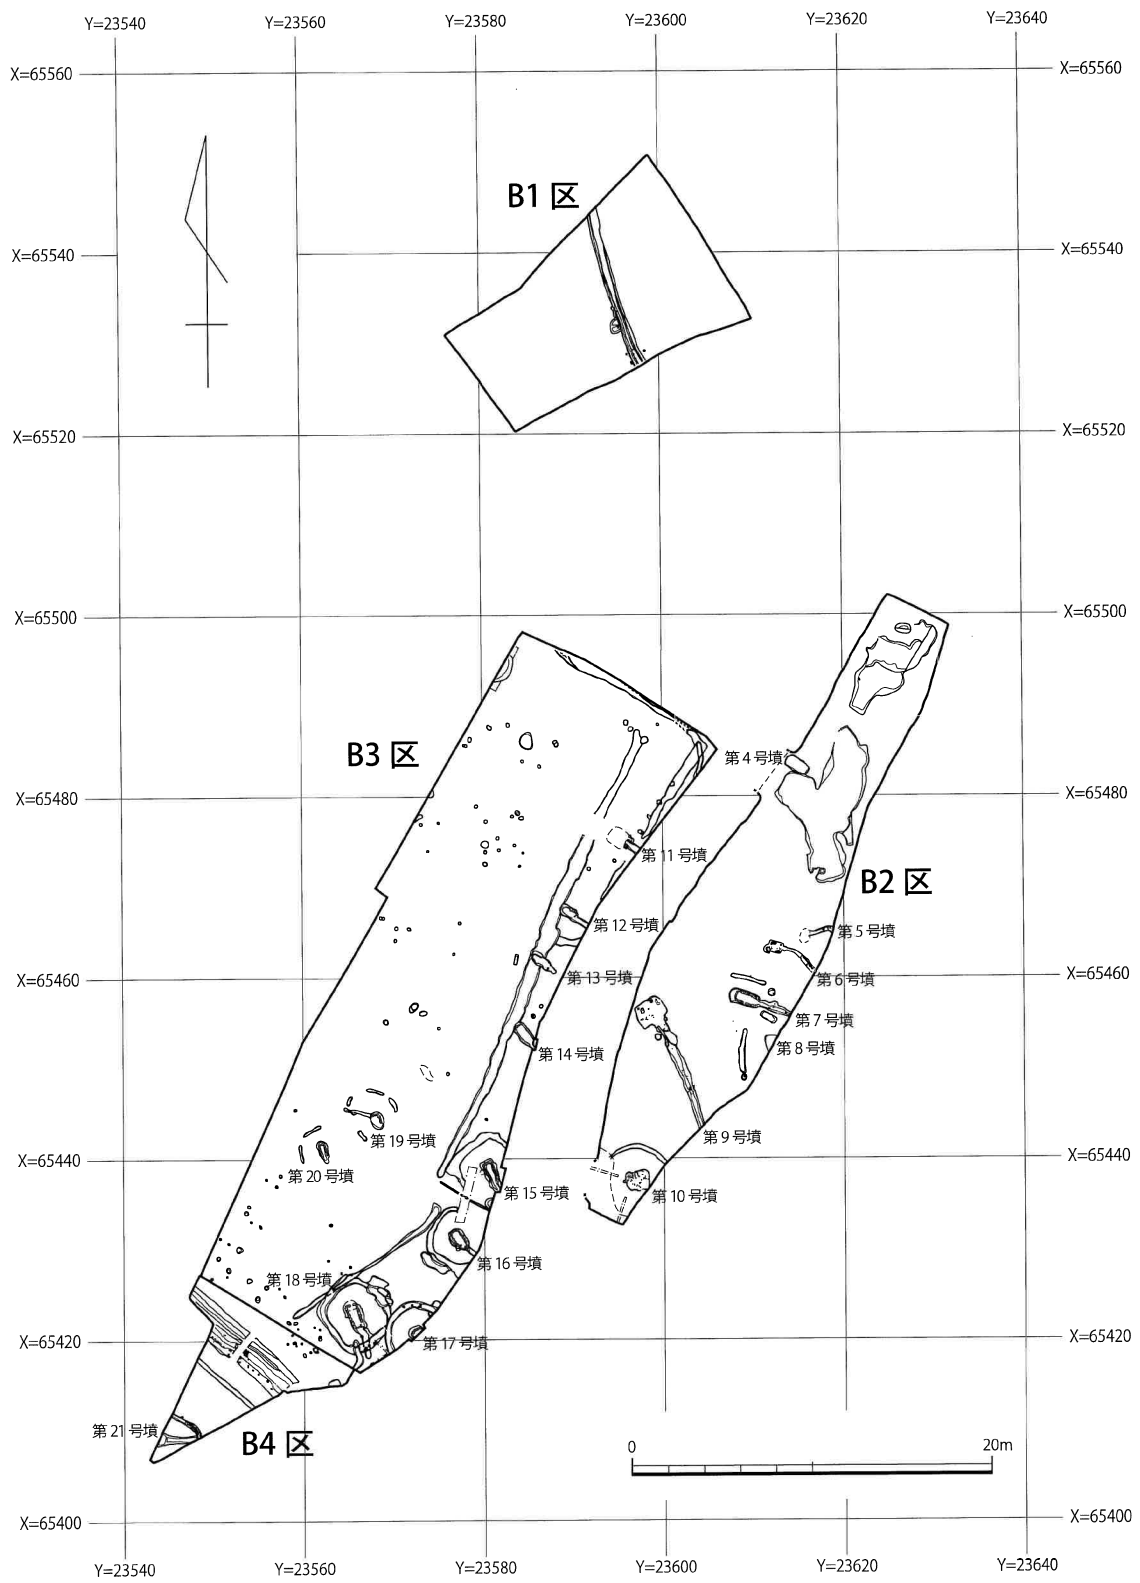 Y=23540
Y=23560
Y=23580
Y=23600
Y=23620
Y=23640
X=65560
X=65560
B1 区
X=65540
X=65540
X=65520
X=65520
X=65500
X=65500
B3 区
第 4 号墳
X=65480
X=65480
第 11 号墳
B2 区
第 12 号墳
第 5 号墳
X=65460
第 13 号墳
第 6 号墳
X=65460
第 7 号墳
第 14 号墳
第 8 号墳
第 19 号墳
第 9 号墳
X=65440
X=65440
第 20 号墳
第 15 号墳
第 10 号墳
第 16 号墳
第 18 号墳
X=65420
第 17 号墳
X=65420
第 21 号墳
B4 区
0
20m
X=65400
X=65400
Y=23540
Y=23560
Y=23580
Y=23600
Y=23620
Y=23640